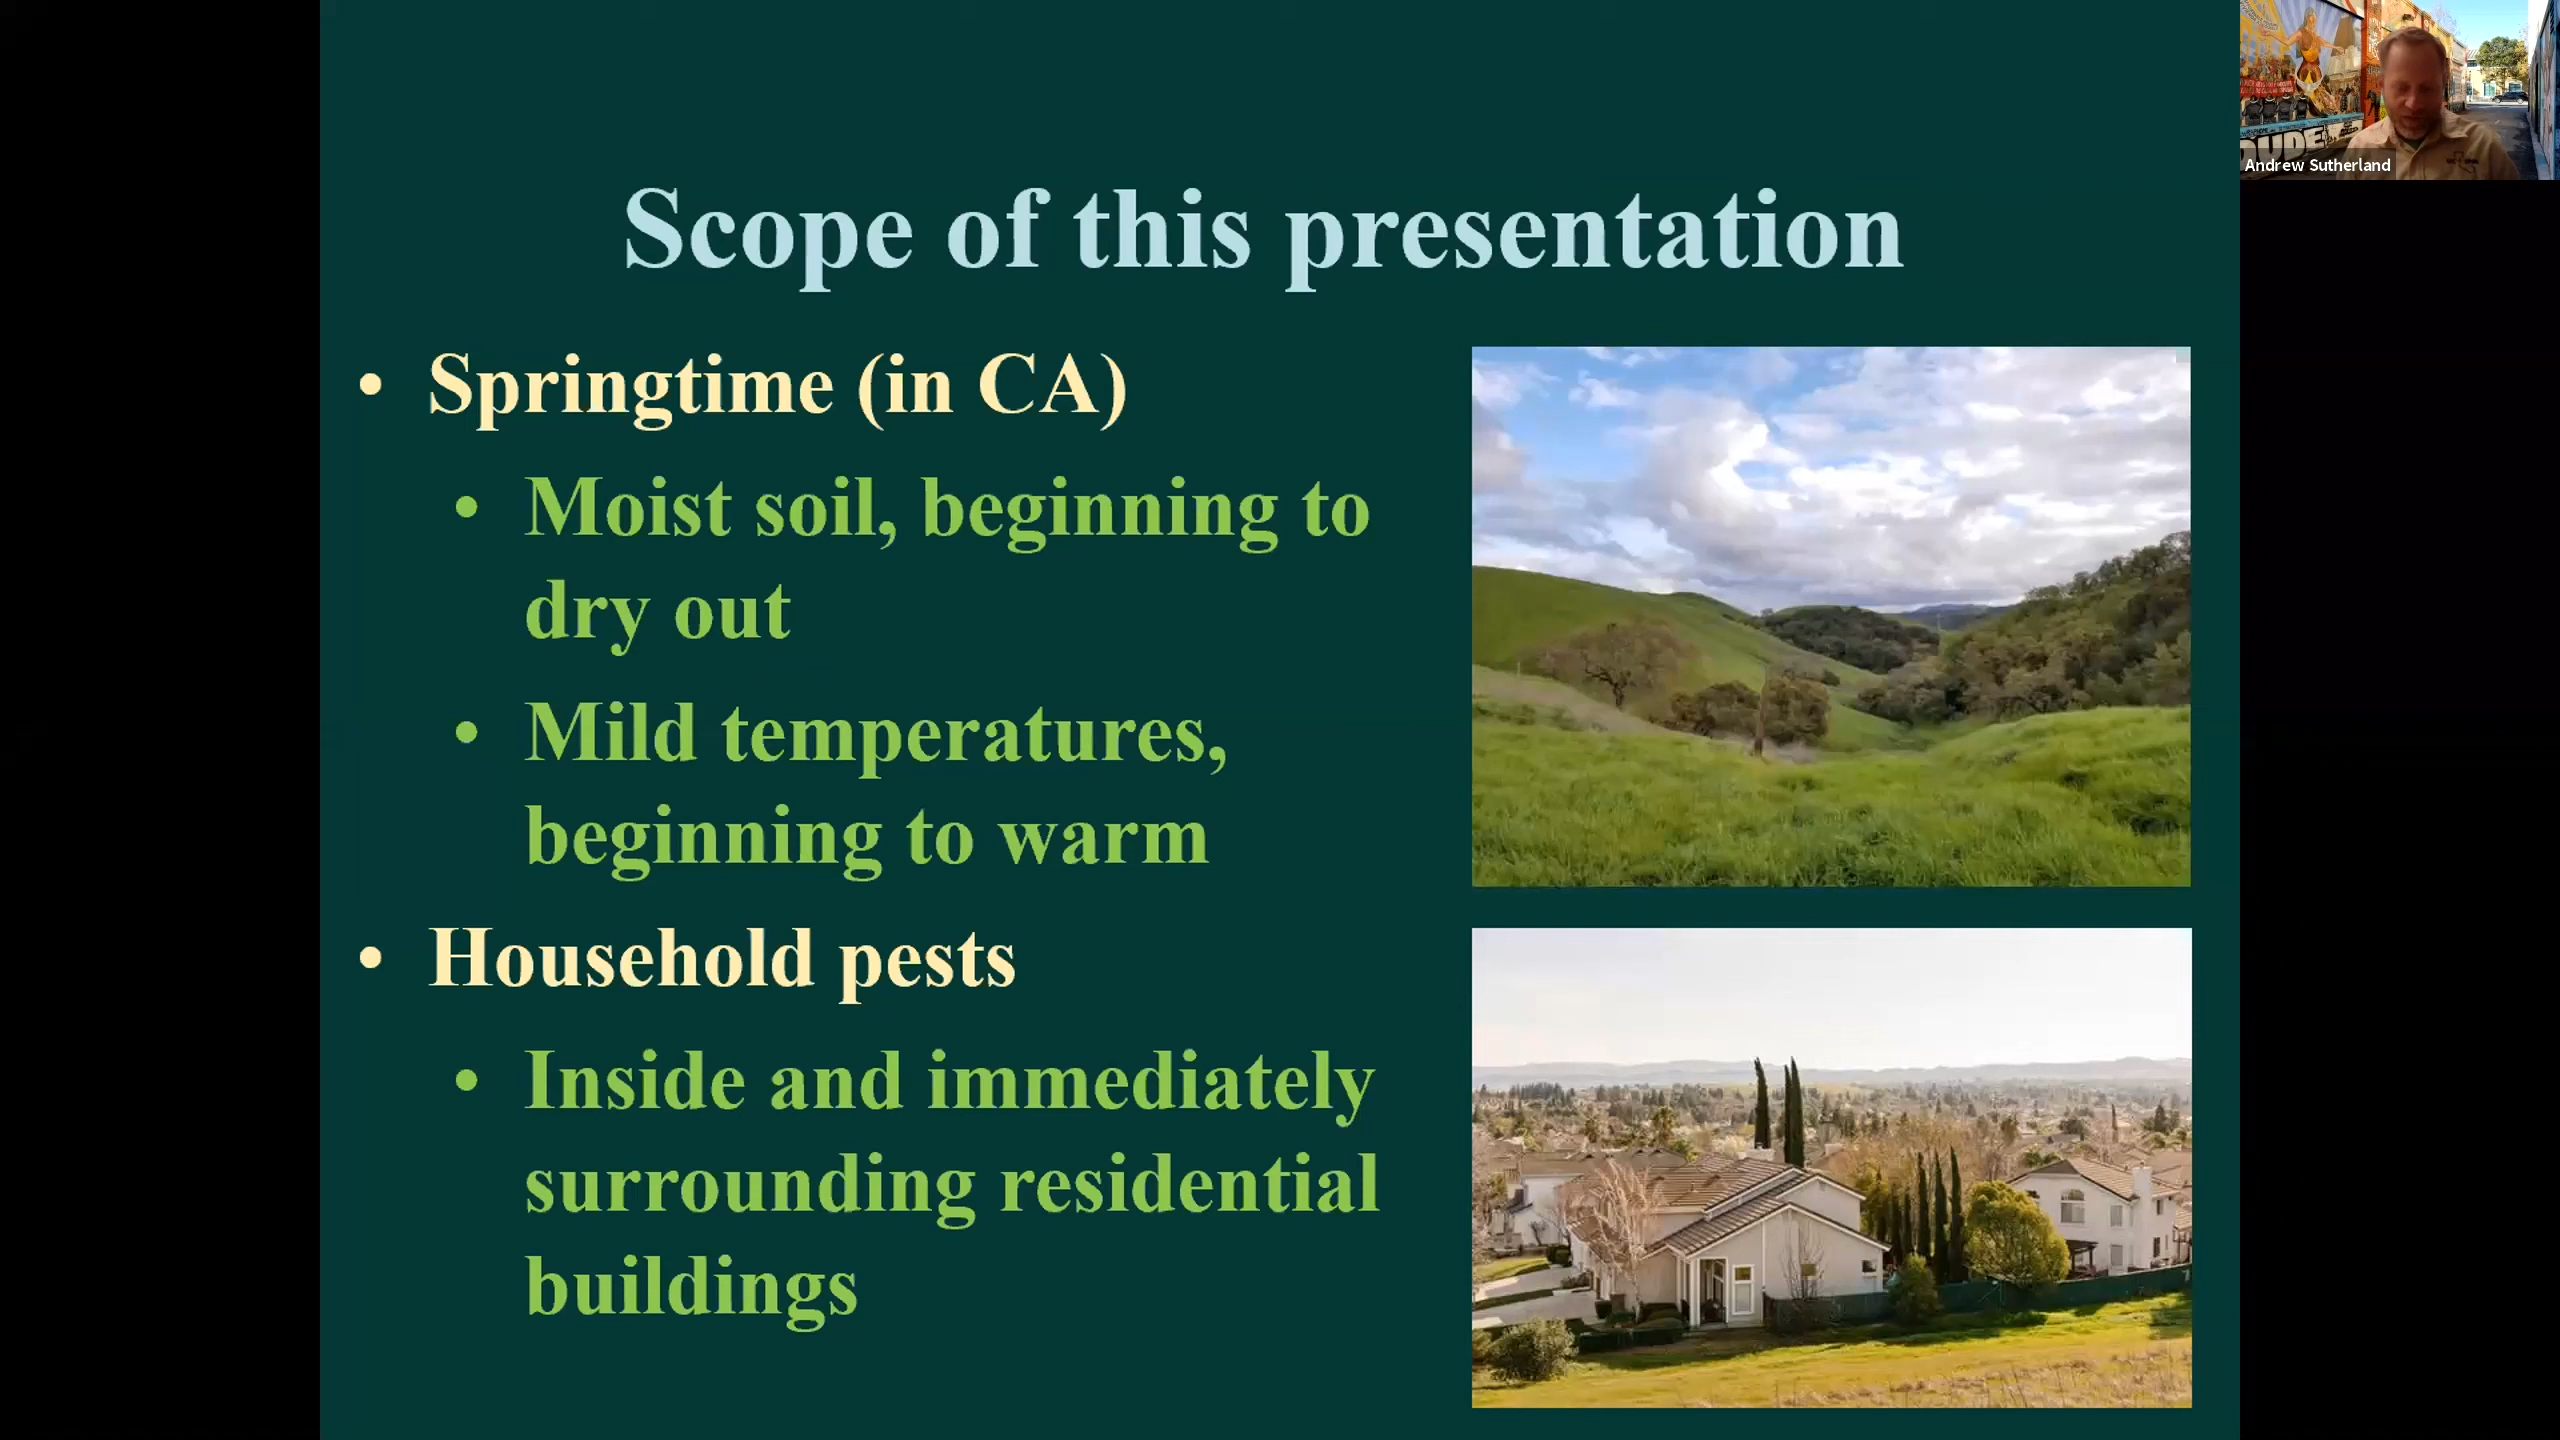 Scope of this presentation
• Springtime (in CA)
• Moist soil, beginning to
dry out
• Mild temperatures,
beginning to warm
• Household pests
• Inside and immediately
surrounding residential
buildings
Andrew Sutherland